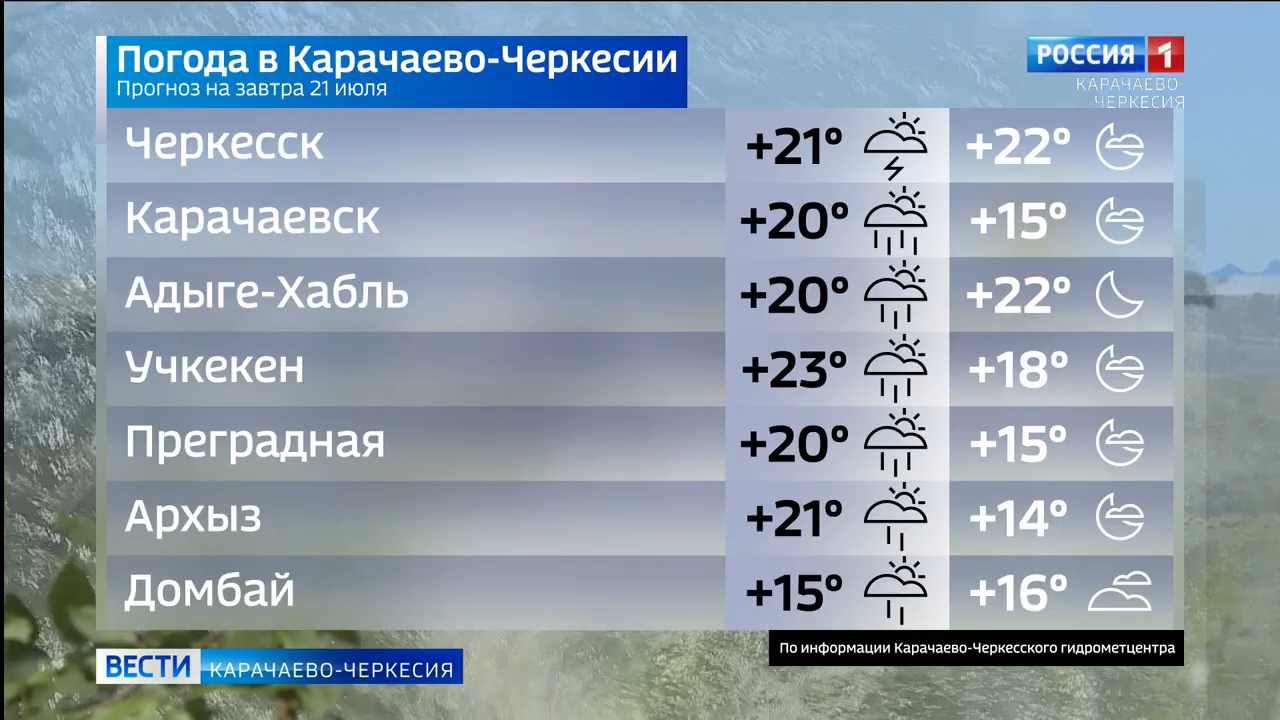 Погода в Карачаево-Черкесии
Прогноз на завтра 21 июля
РОССИЯ 1
КАРАЧАЕВО-
ЧЕРКЕСИЯ
Черкесск +21° +22°
Карачаевск +20° +15°
Адыге-Хабль +20° +22°
Учкекен +23° +18°
Преградная +20° +15°
Архыз +21° +14°
Домбай +15° +16°
По информации Карачаево-Черкесского гидрометцентра
ВЕСТИ КАРАЧАЕВО-ЧЕРКЕСИЯ